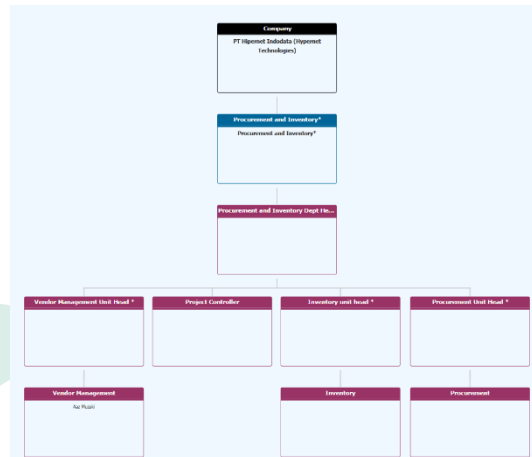 Company
PT Hipernet Indodata (Hypernet
Technologies)
Procurement and Inventory*
Procurement and Inventory*
Procurement and Inventory Dept He...
Vendor Management Unit Head *
Project Controller
Inventory unit head *
Procurement Unit Head *
Vendor Management
Inventory
Procurement